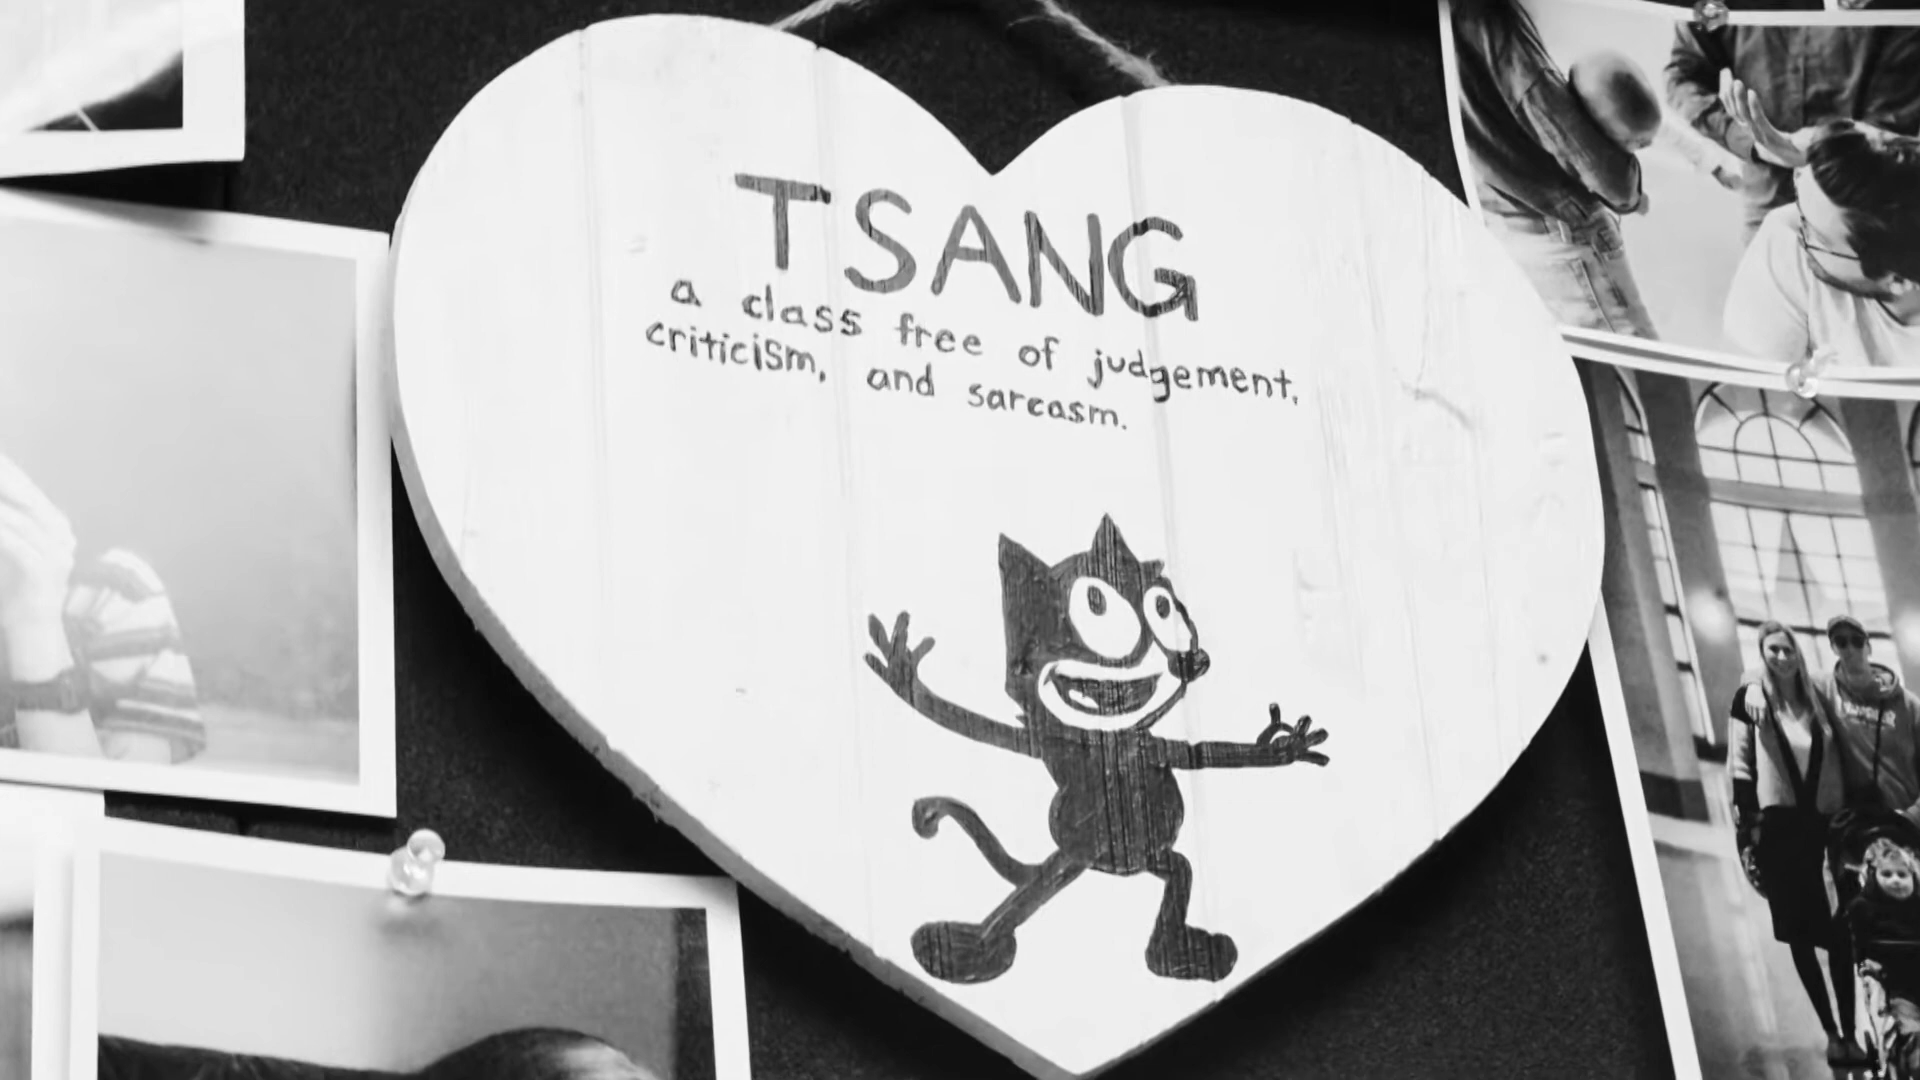 TSANG
a class free of judgement,
criticism, and sarcasm.